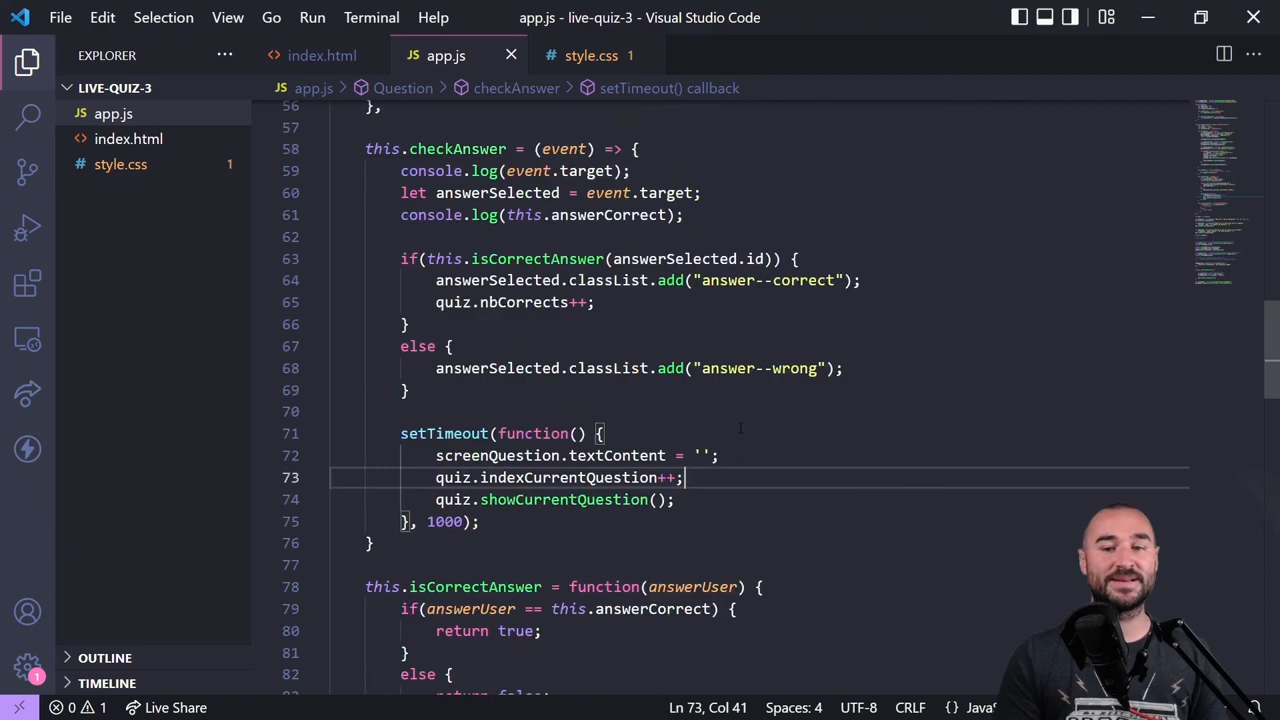 File Edit Selection View Go Run Terminal Help app.js - live-quiz-3 - Visual Studio Code
EXPLORER ··· <> index.html JS app.js × # style.css 1 ···
LIVE-QUIZ-3 JS app.js > Question > checkAnswer > setTimeout() callback
JS app.js
<> index.html
# style.css 1
OUTLINE
TIMELINE
56 },
57
58 this.checkAnswer = (event) => {
59 console.log(event.target);
60 let answerSelected = event.target;
61 console.log(this.answerCorrect);
62
63 if(this.isCorrectAnswer(answerSelected.id)) {
64 answerSelected.classList.add("answer--correct");
65 quiz.nbCorrects++;
66 }
67 else {
68 answerSelected.classList.add("answer--wrong");
69 }
70
71 setTimeout(function() {
72 screenQuestion.textContent = '';
73 quiz.indexCurrentQuestion++;
74 quiz.showCurrentQuestion();
75 }, 1000);
76 }
77
78 this.isCorrectAnswer = function(answerUser) {
79 if(answerUser == this.answerCorrect) {
80 return true;
81 }
82 else {
83 return false;
1
0 1 Live Share Ln 73, Col 41 Spaces: 4 UTF-8 CRLF {}